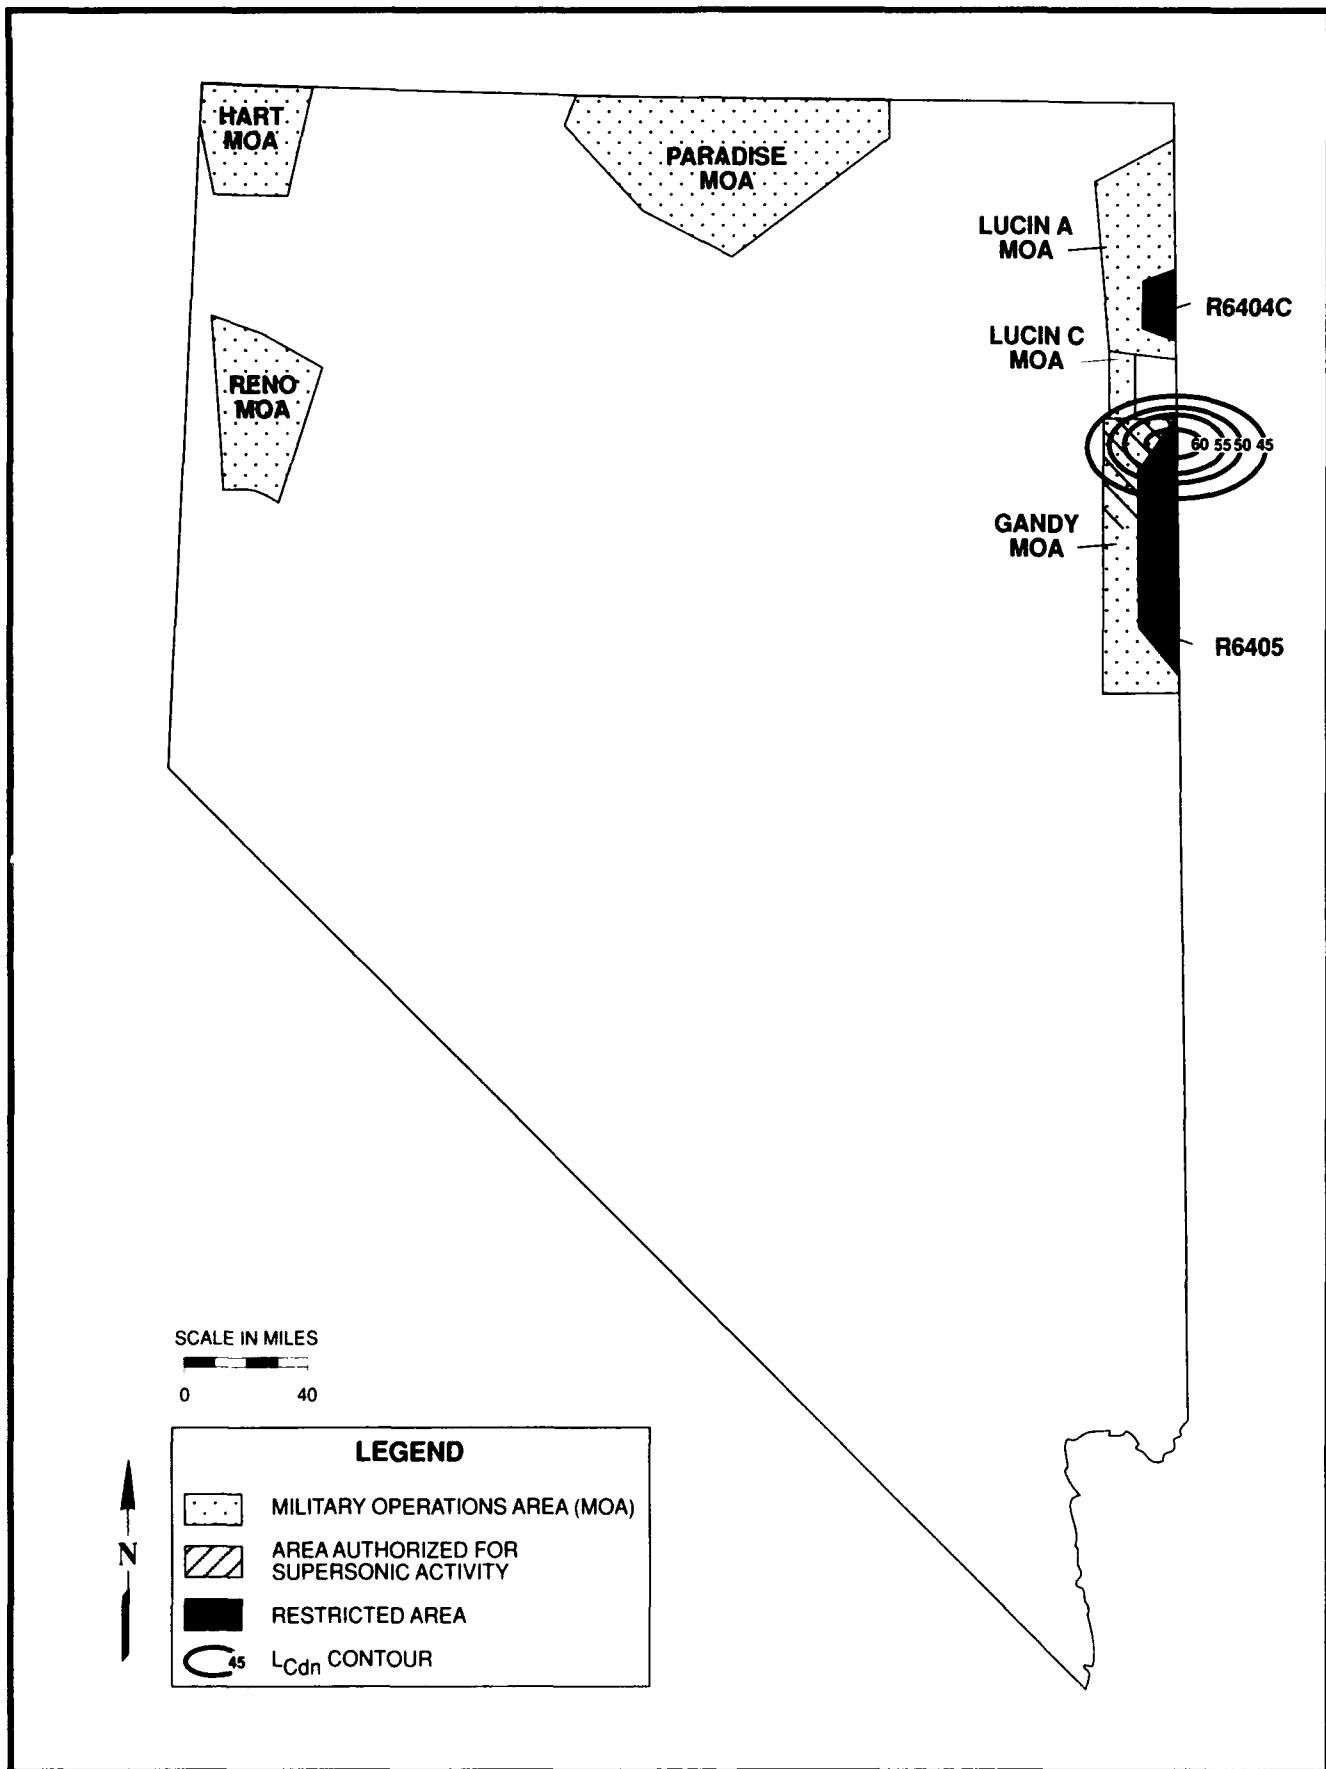 HART
MOA
PARADISE
MOA
LUCIN A
MOA
R6404C
LUCIN C
MOA
RENO
MOA
60 55 50 45
GANDY
MOA
R6405
SCALE IN MILES
0 40
LEGEND
MILITARY OPERATIONS AREA (MOA)
AREA AUTHORIZED FOR
SUPERSONIC ACTIVITY
RESTRICTED AREA
45 LCdn CONTOUR
N